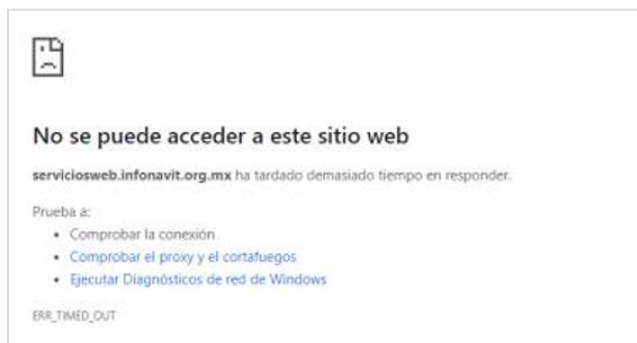 No se puede acceder a este sitio web
serviciosweb.infonavit.org.mx ha tardado demasiado tiempo en responder.
Prueba a:
• Comprobar la conexión
• Comprobar el proxy y el cortafuegos
• Ejecutar Diagnósticos de red de Windows
ERR_TIMED_OUT